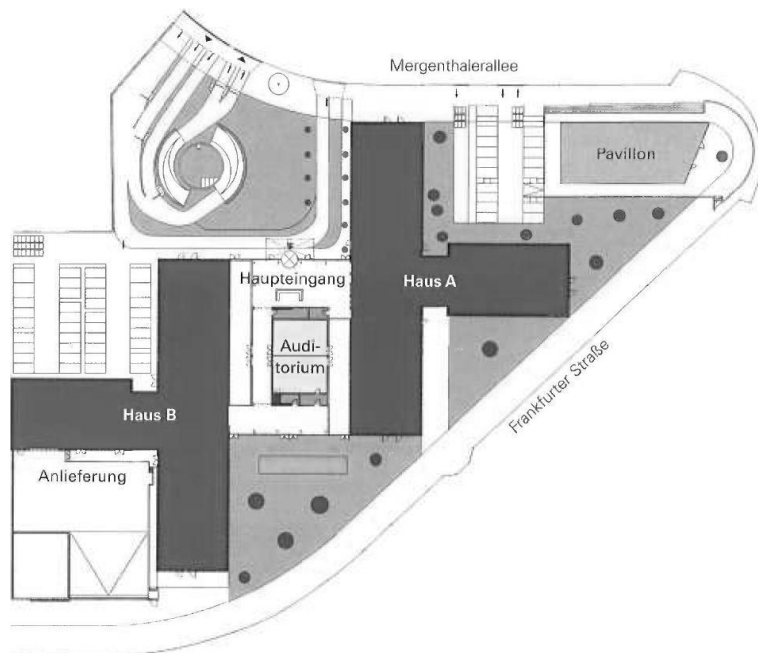 Mergenthalerallee
Pavillon
Haupteingang
Haus A
Audi-
torium
Frankfurter Straße
Haus B
Anlieferung